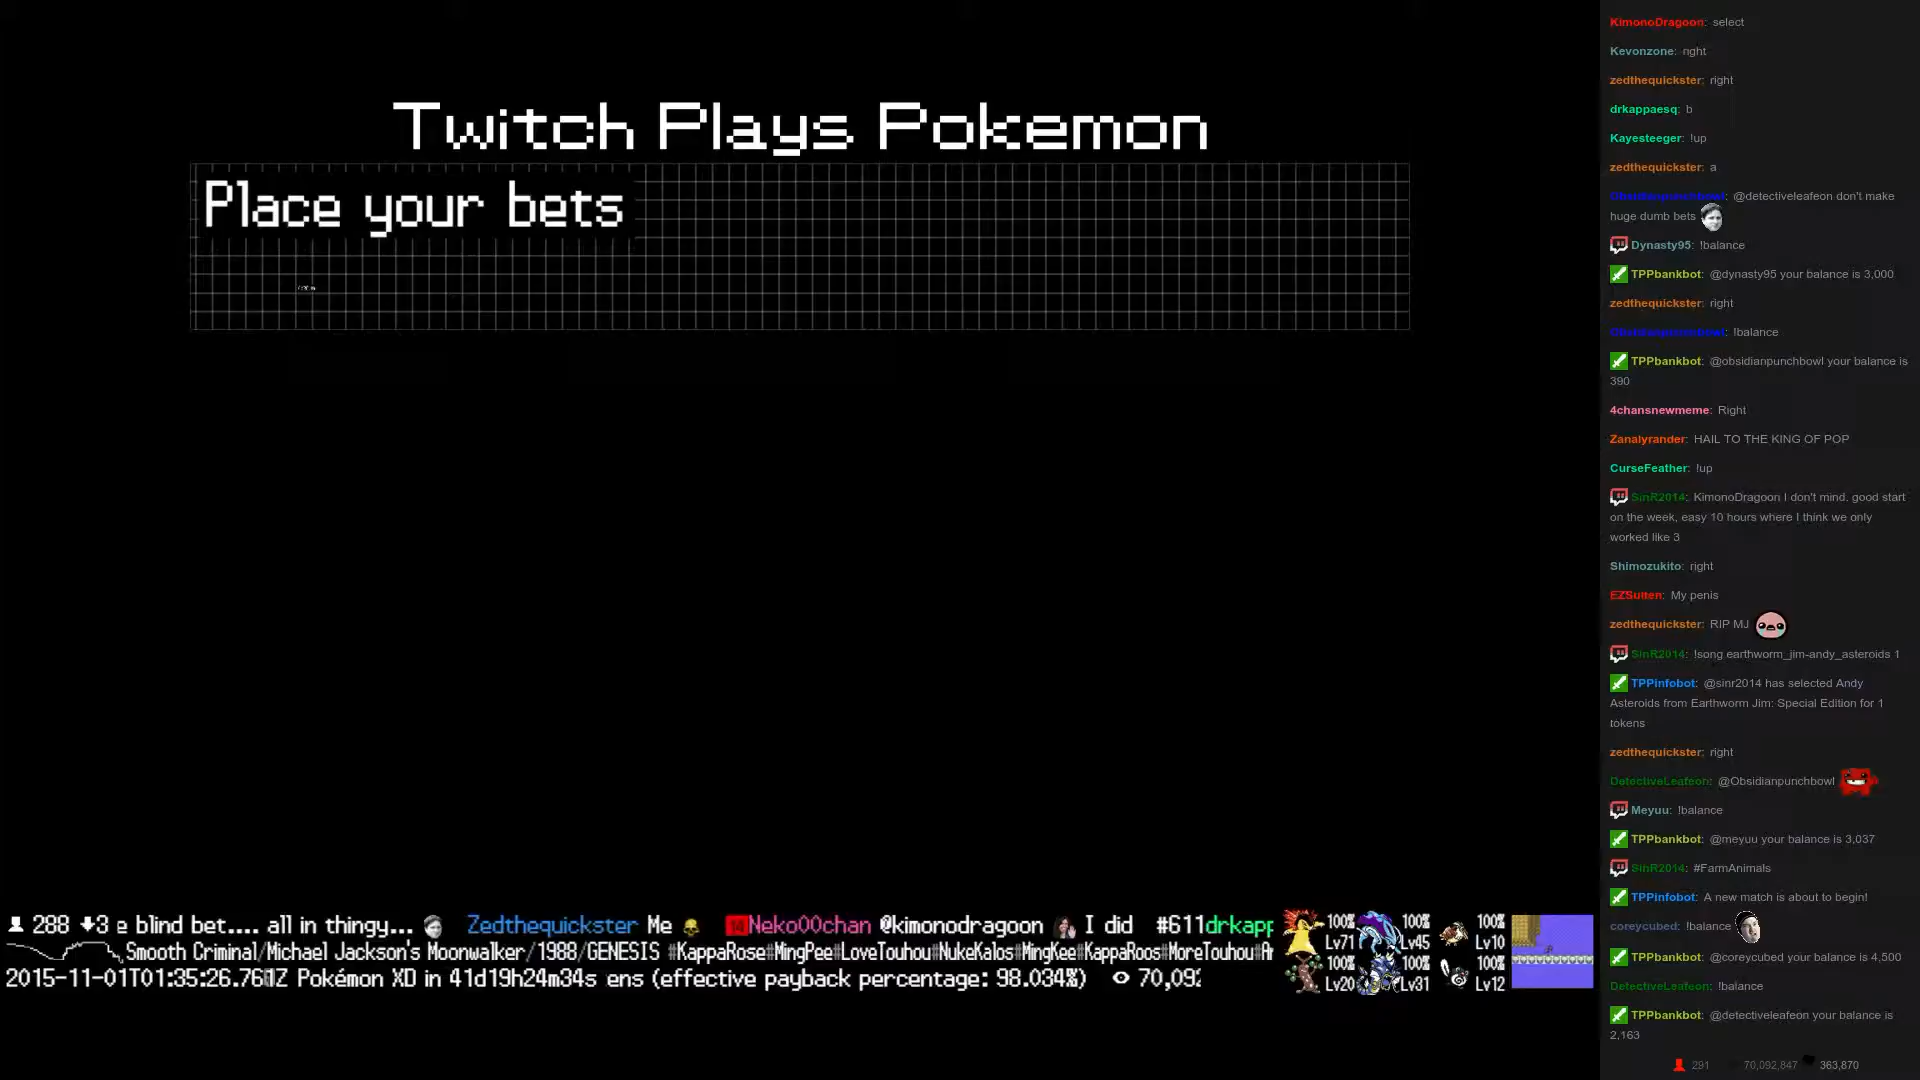 Twitch Plays Pokemon
Place your bets
288 3 e blind bet.... all in thingy... Zedthequickster Me Neko00chan @kimonodragoon I did #611drkapp
Smooth Criminal/Michael Jackson's Moonwalker/1988/GENESIS #KappaRose#MingPee#LoveTouhou#NukeKalos#MingKee#KappaRoos#MoreTouhou#Ar
Pokémon XD in 41d19h24m34s ens (effective payback percentage: 98.034%) 70,092
100% 100% 100%
Lv71 Lv45 Lv10
100% 100% 100%
Lv20 Lv31 Lv12
KimonoDragoon: select
Kevonzone: right
zedthequickster: right
drkappaesq: b
Kayesteeger: !up
zedthequickster: a
Obsidianpunchbowl: @detectiveleafeon don't make
huge dumb bets
Dynasty95: !balance
TPPbankbot: @dynasty95 your balance is 3,000
zedthequickster: right
Obsidianpunchbowl: !balance
TPPbankbot: @obsidianpunchbowl your balance is
390
4chansnewmeme: Right
Zanalyrander: HAIL TO THE KING OF POP
CurseFeather: !up
SinR2014: KimonoDragoon I don't mind. good start
on the week, easy 10 hours where I think we only
worked like 3
Shimozukito: right
EZSuiten: My penis
zedthequickster: RIP MJ
SinR2014: !song earthworm_jim-andy_asteroids 1
TPPinfobot: @sinr2014 has selected Andy
Asteroids from Earthworm Jim: Special Edition for 1
tokens
zedthequickster: right
DetectiveLeafeon: @Obsidianpunchbowl
Meyuu: !balance
TPPbankbot: @meyuu your balance is 3,037
SinR2014: #FarmAnimals
TPPinfobot: A new match is about to begin!
coreycubed: !balance
TPPbankbot: @coreycubed your balance is 4,500
DetectiveLeafeon: !balance
TPPbankbot: @detectiveleafeon your balance is
2,163
291 70,092,847 363,870